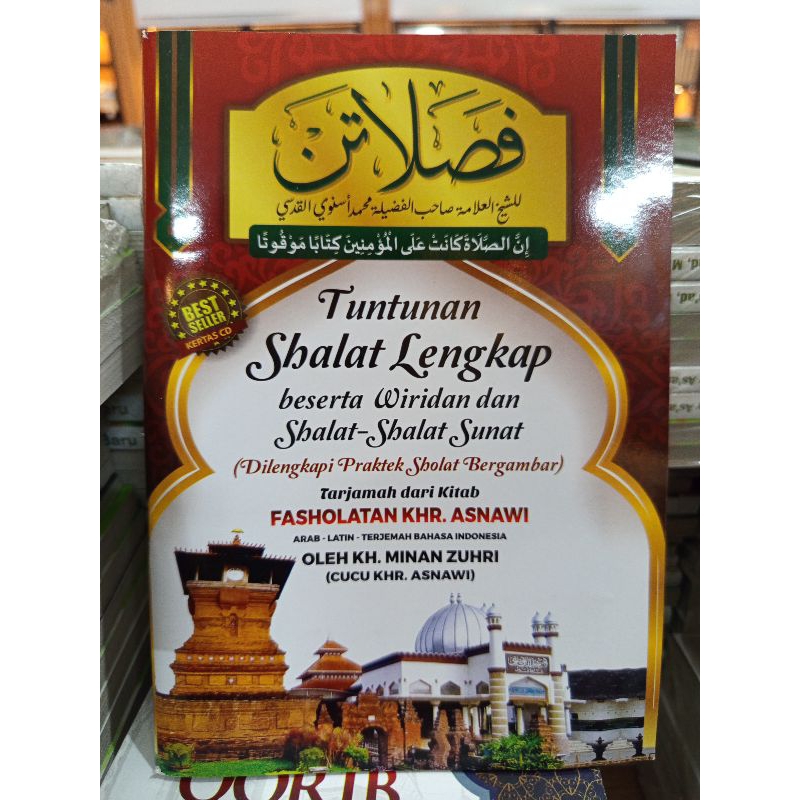 فصلاتن
للشيخ العلامة صاحب الفضيلة محمد أسنوي القدسي
إِنَّ الصَّلَاةَ كَانَتْ عَلَى الْمُؤْمِنِينَ كِتَابًا مَوْقُوتًا
BEST
SELLER
KERTAS CD
Tuntunan
Shalat Lengkap
beserta Wiridan dan
Shalat-Shalat Sunat
(Dilengkapi Praktek Sholat Bergambar)
Tarjamah dari Kitab
FASHOLATAN KHR. ASNAWI
ARAB - LATIN - TERJEMAH BAHASA INDONESIA
OLEH KH. MINAN ZUHRI
(CUCU KHR. ASNAWI)